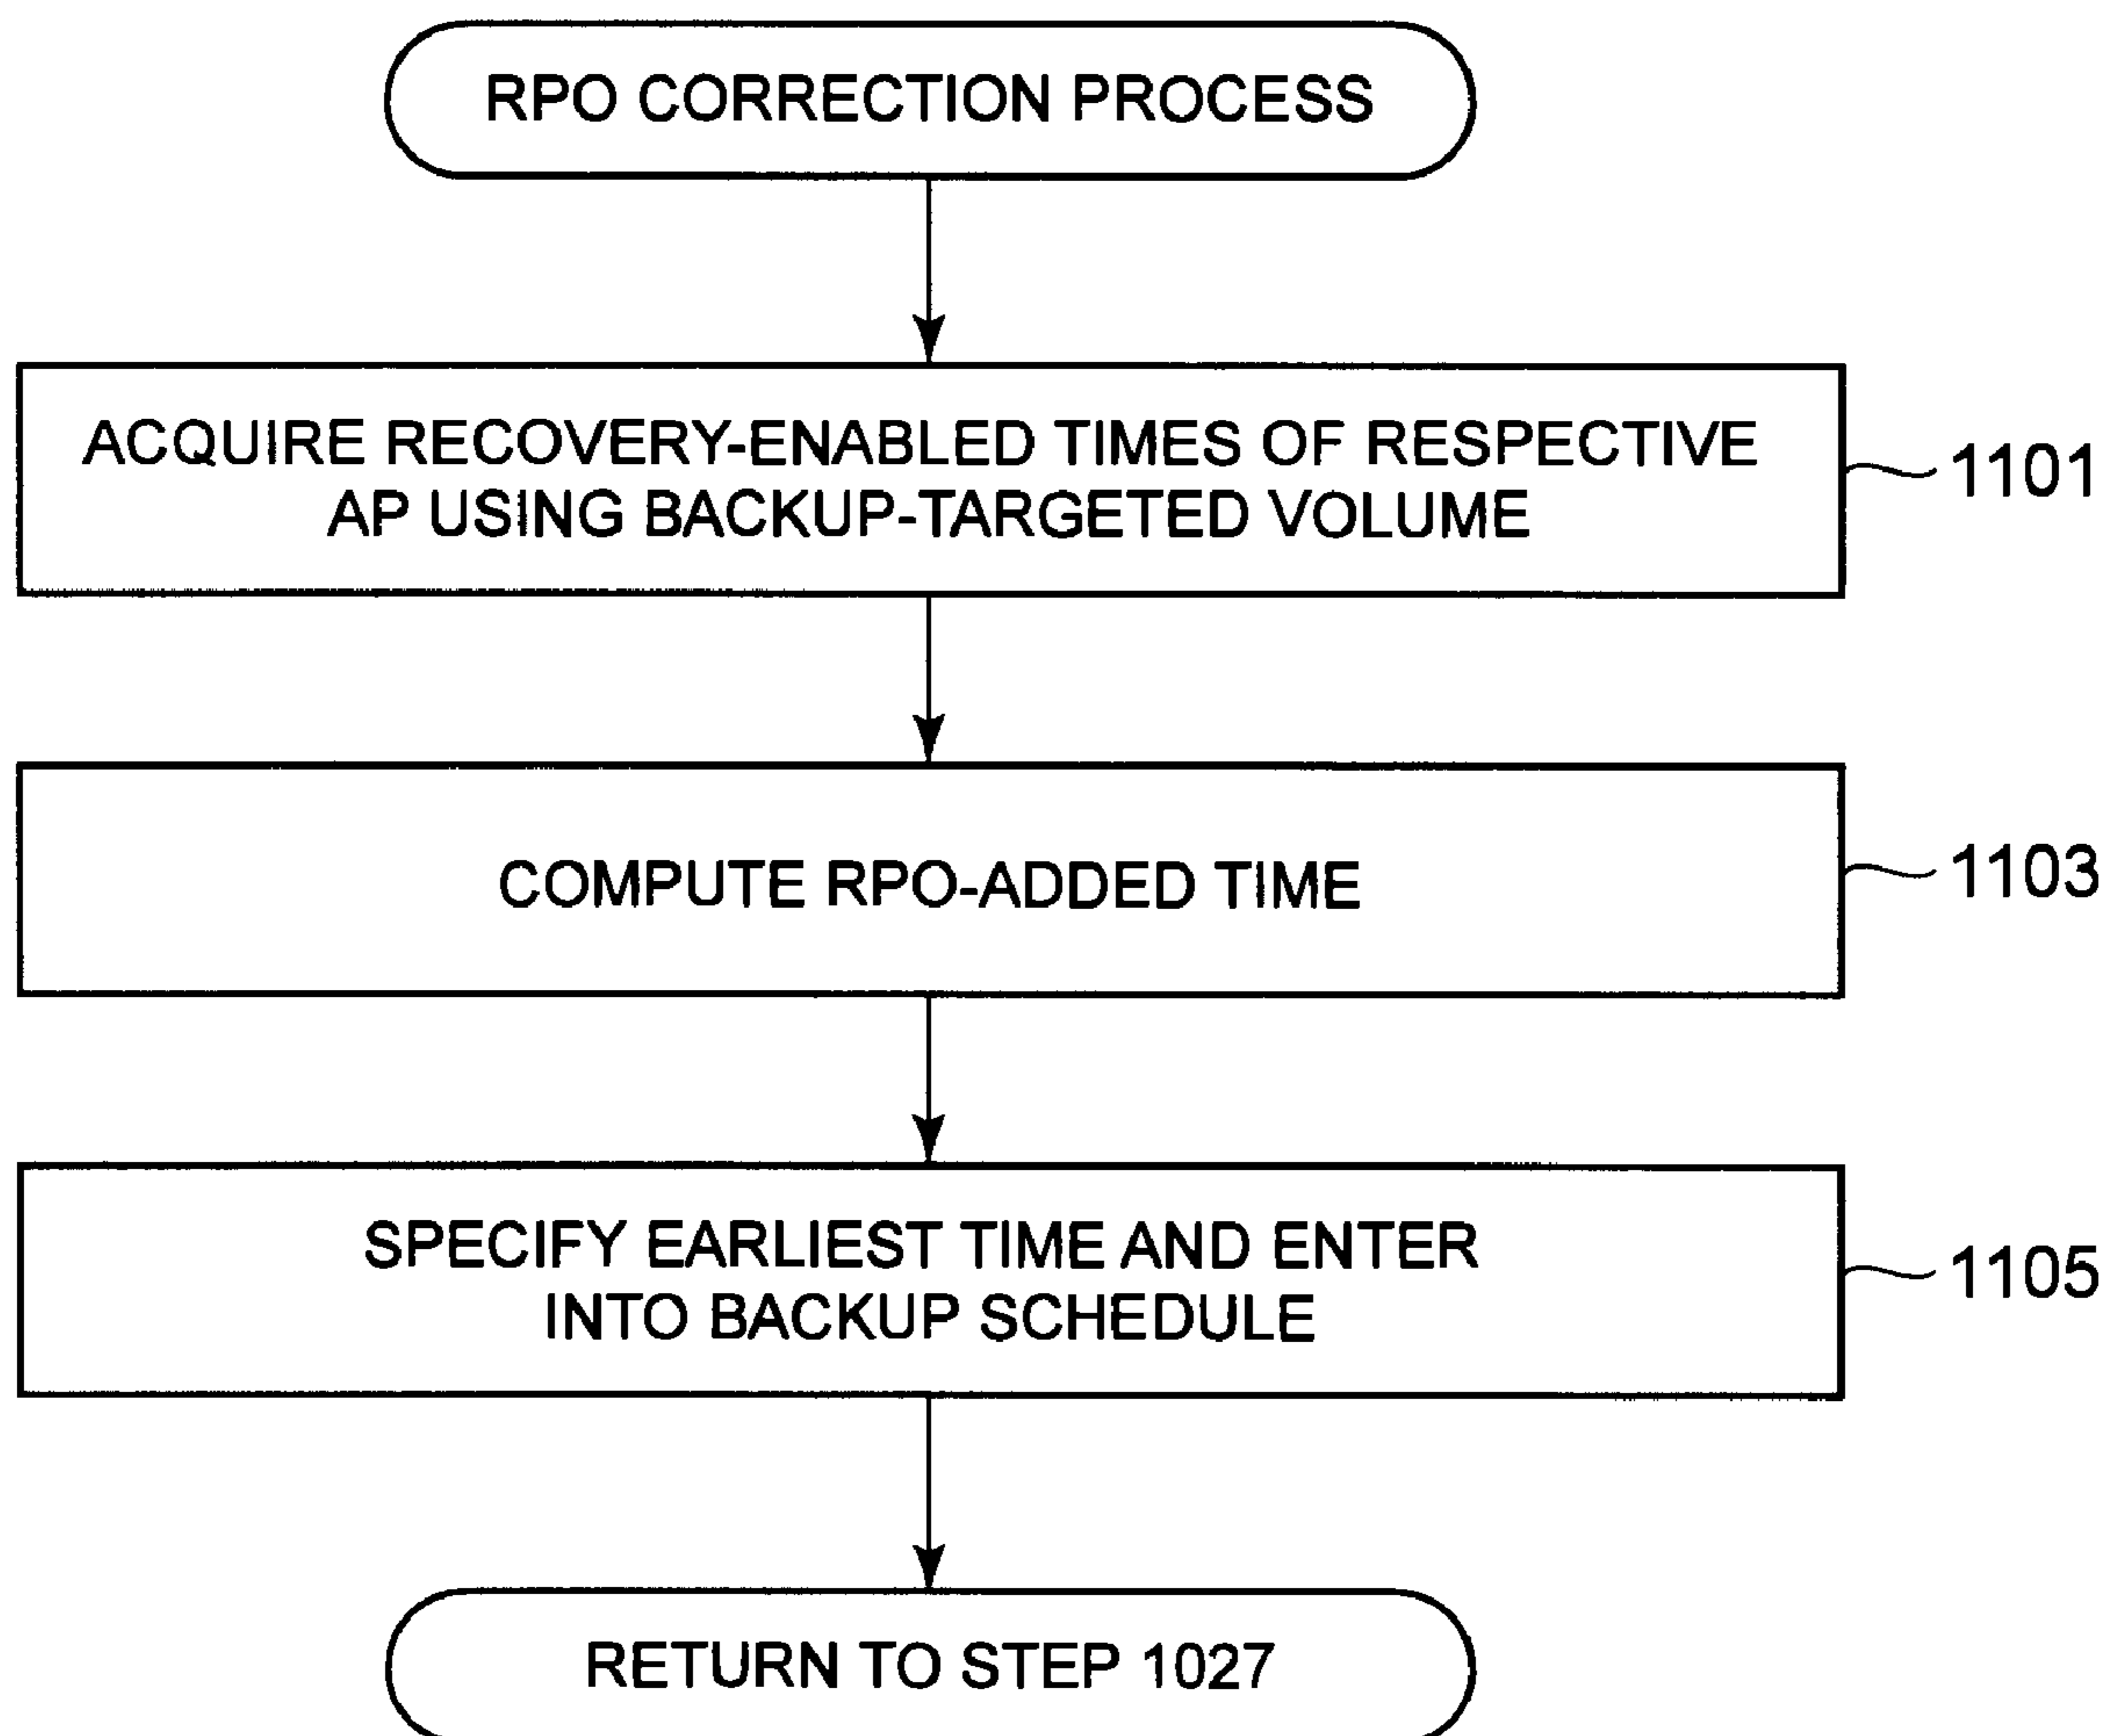 RPO CORRECTION PROCESS
ACQUIRE RECOVERY-ENABLED TIMES OF RESPECTIVE
AP USING BACKUP-TARGETED VOLUME
1101
COMPUTE RPO-ADDED TIME
1103
SPECIFY EARLIEST TIME AND ENTER
INTO BACKUP SCHEDULE
1105
RETURN TO STEP 1027